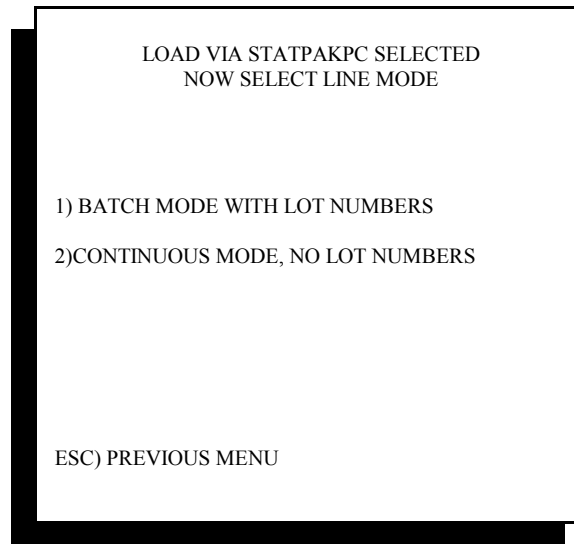 LOAD VIA STATPAKPC SELECTED
NOW SELECT LINE MODE
1) BATCH MODE WITH LOT NUMBERS
2)CONTINUOUS MODE, NO LOT NUMBERS
ESC) PREVIOUS MENU